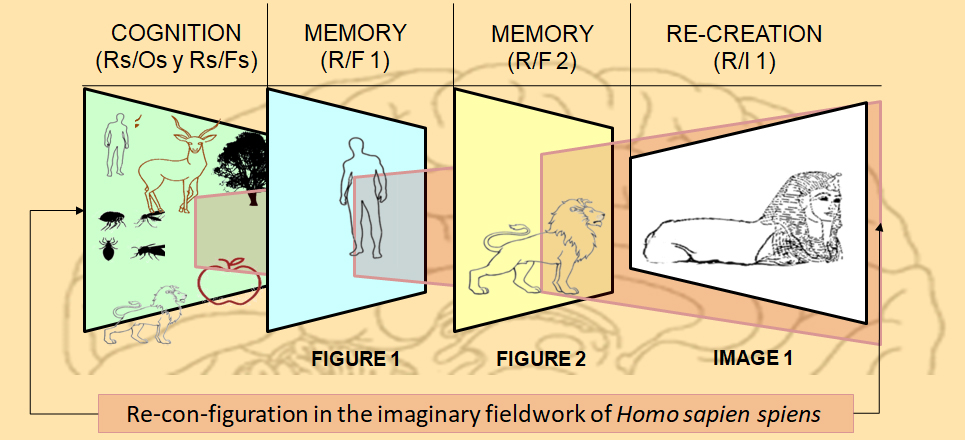 COGNITION
(Rs/Os y Rs/Fs)
MEMORY
(R/F 1)
MEMORY
(R/F 2)
RE-CREATION
(R/I 1)
FIGURE 1
FIGURE 2
IMAGE 1
Re-con-figuration in the imaginary fieldwork of Homo sapien spiens